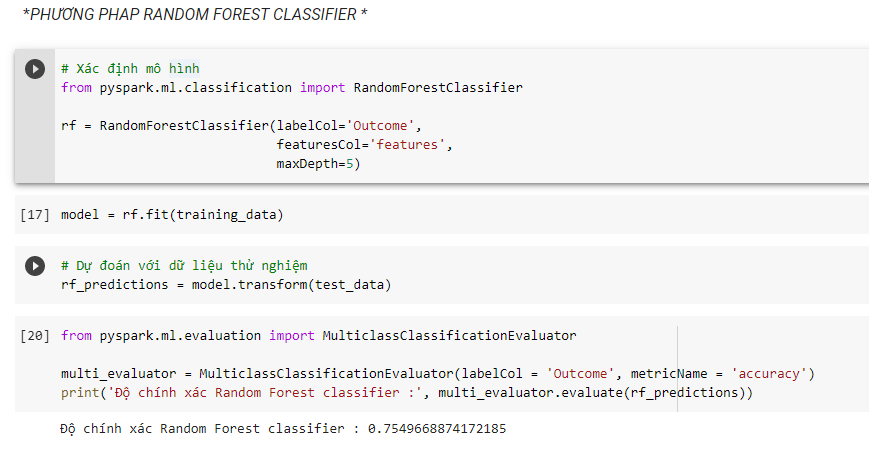 *PHƯƠNG PHAP RANDOM FOREST CLASSIFIER *
# Xác định mô hình
from pyspark.ml.classification import RandomForestClassifier
rf = RandomForestClassifier(labelCol='Outcome',
featuresCol='features',
maxDepth=5)
[17] model = rf.fit(training_data)
# Dự đoán với dữ liệu thử nghiệm
rf_predictions = model.transform(test_data)
[20] from pyspark.ml.evaluation import MulticlassClassificationEvaluator
multi_evaluator = MulticlassClassificationEvaluator(labelCol = 'Outcome', metricName = 'accuracy')
print('Độ chính xác Random Forest classifier :', multi_evaluator.evaluate(rf_predictions))
Độ chính xác Random Forest classifier : 0.7549668874172185